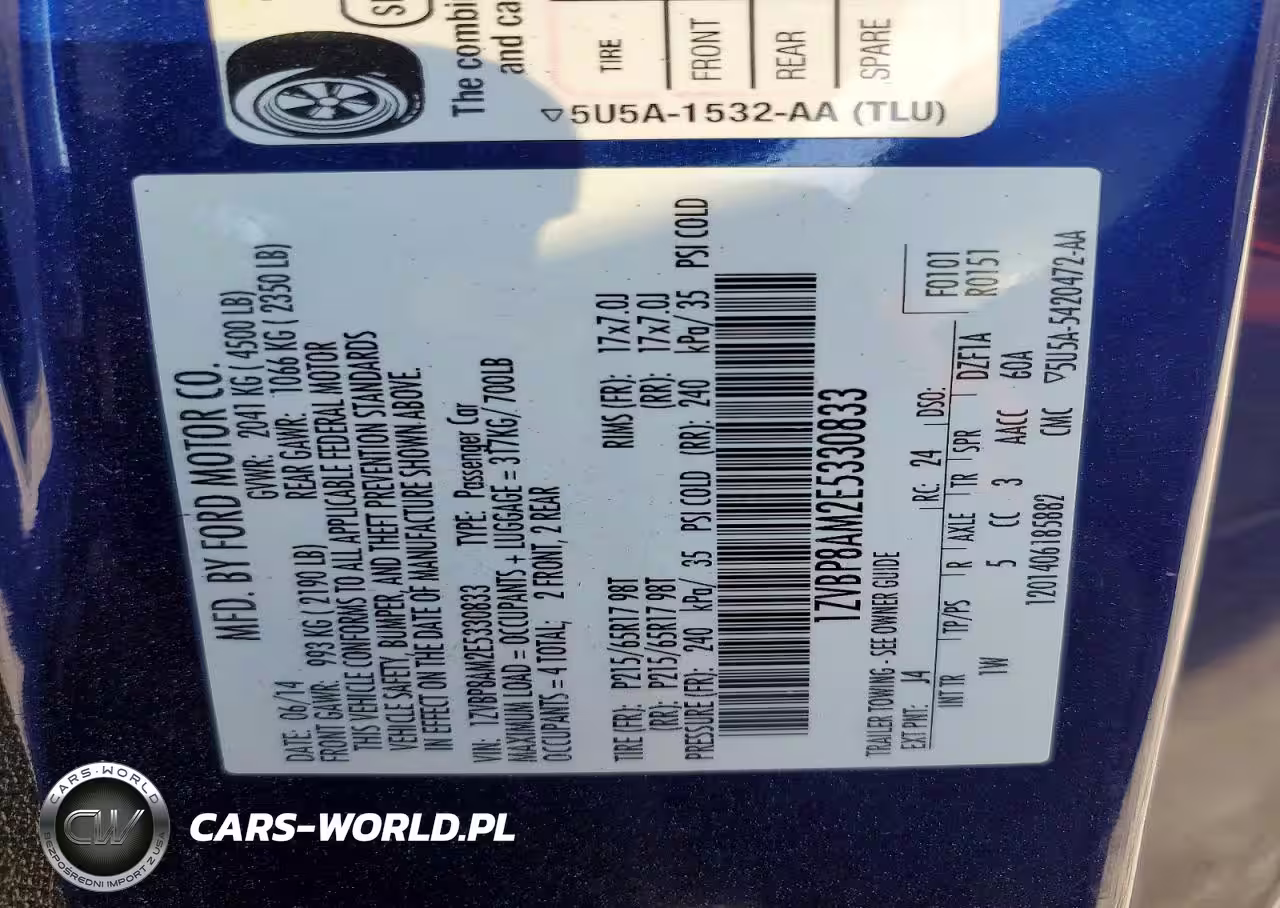 The combi
and ca
TIRE
FRONT
REAR
SPARE
▽5U5A-1532-AA (TLU)
MFD. BY FORD MOTOR CO.
DATE: 06/14 GVWR: 2041 KG ( 4500 LB)
FRONT GAWR: 993 KG ( 2190 LB) REAR GAWR: 1066 KG ( 2350 LB)
THIS VEHICLE CONFORMS TO ALL APPLICABLE FEDERAL MOTOR
VEHICLE SAFETY, BUMPER, AND THEFT PREVENTION STANDARDS
IN EFFECT ON THE DATE OF MANUFACTURE SHOWN ABOVE.
VIN: 1ZVBP8AM2E5330833 TYPE: Passenger Car
MAXIMUM LOAD = OCCUPANTS + LUGGAGE = 317KG/ 700LB
OCCUPANTS = 4 TOTAL; 2 FRONT, 2 REAR
TIRE (FR): P215/65R17 98T RIMS (FR): 17x7.0J
(RR): P215/65R17 98T (RR): 17x7.0J
PRESSURE (FR): 240 kPa/ 35 PSI COLD (RR): 240 kPa/ 35 PSI COLD
1ZVBP8AM2E5330833
TRAILER TOWING - SEE OWNER GUIDE
F0101
EXT PNT: J4 RC: 24 DSO: R0151
INT TR TP/PS R AXLE TR SPR DZF1A
1W 5 CC 3 AACC 60A
1201406185882 CMC ▽5U5A-5420472-AA
CARS-WORLD
CW
BEZPOŚREDNI IMPORT Z USA
CARS-WORLD.PL